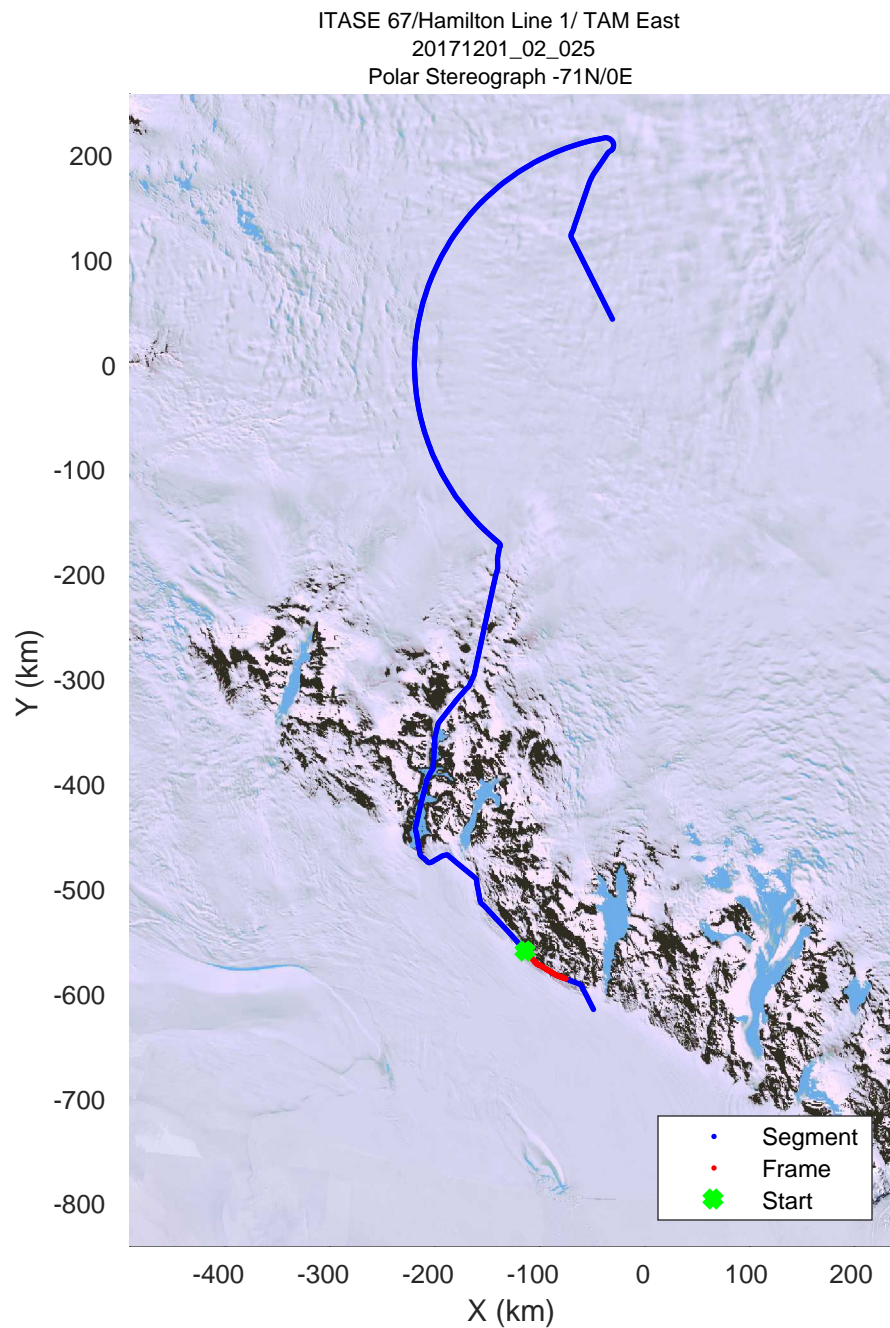 ITASE 67/Hamilton Line 1/ TAM East
20171201_02_025
Polar Stereograph -71N/0E
200
100
0
-100
-200
-300
-400
-500
-600
-700
-800
Y (km)
Segment
Frame
Start
-400 -300 -200 -100 0 100 200
X (km)